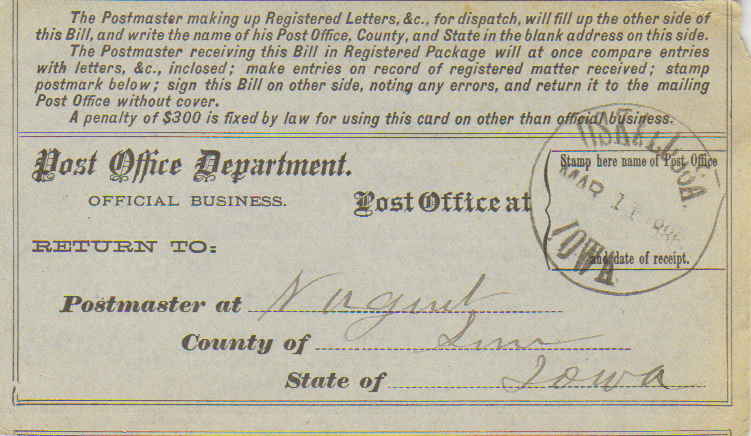 The Postmaster making up Registered Letters, &c., for dispatch, will fill up the other side of
this Bill, and write the name of his Post Office, County, and State in the blank address on this side.
The Postmaster receiving this Bill in Registered Package will at once compare entries
with letters, &c., inclosed; make entries on record of registered matter received; stamp
postmark below; sign this Bill on other side, noting any errors, and return it to the mailing
Post Office without cover.
A penalty of $300 is fixed by law for using this card on other than official business.
Post Office Department.
OFFICIAL BUSINESS.
Post Office at
Stamp here name of Post Office
and date of receipt.
OSKALOOSA.
MAR 11
IOWA
RETURN TO:
Postmaster at
County of Linn
State of Iowa